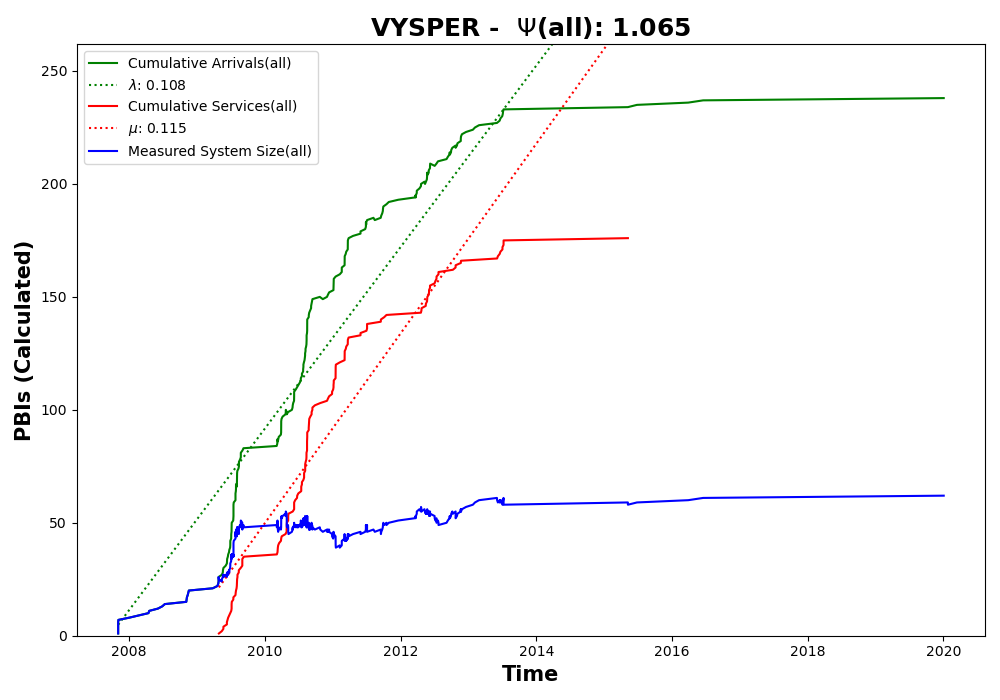 VYSPER - Ψ(all): 1.065
Cumulative Arrivals(all)
λ: 0.108
Cumulative Services(all)
μ: 0.115
Measured System Size(all)
PBIs (Calculated)
250
200
150
100
50
0
2008 2010 2012 2014 2016 2018 2020
Time